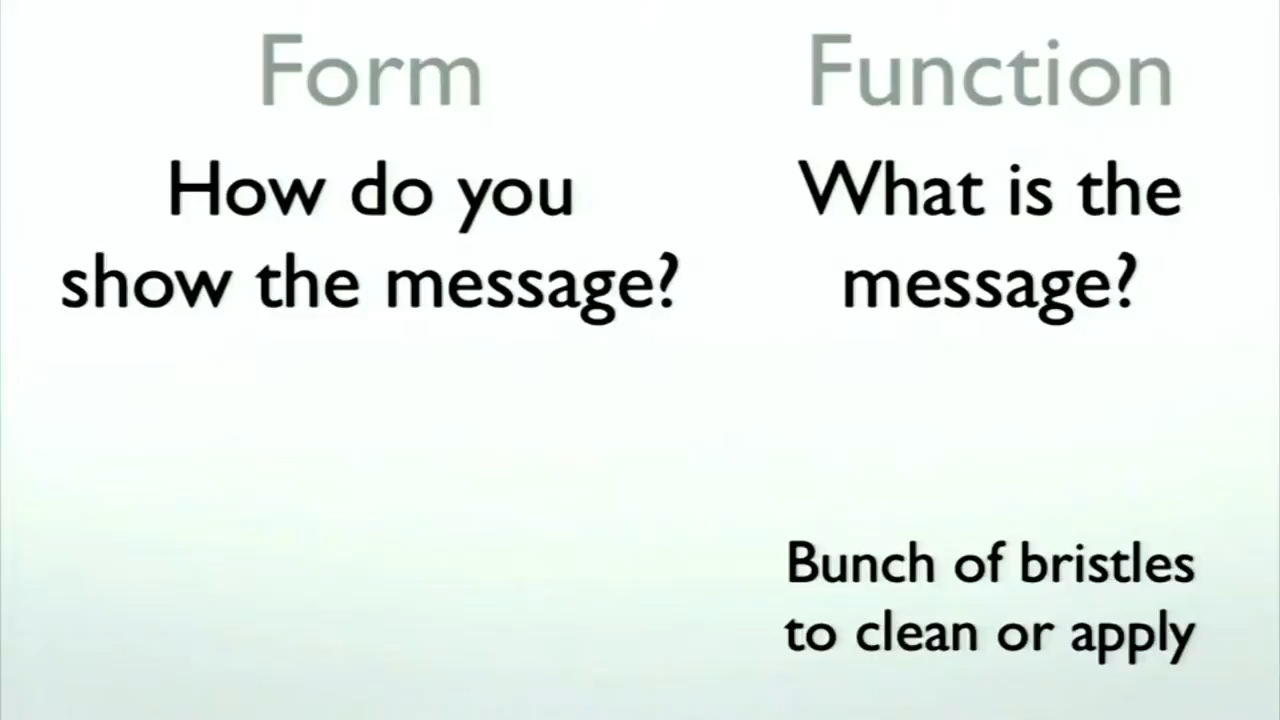 Form
How do you
show the message?
Function
What is the
message?
Bunch of bristles
to clean or apply